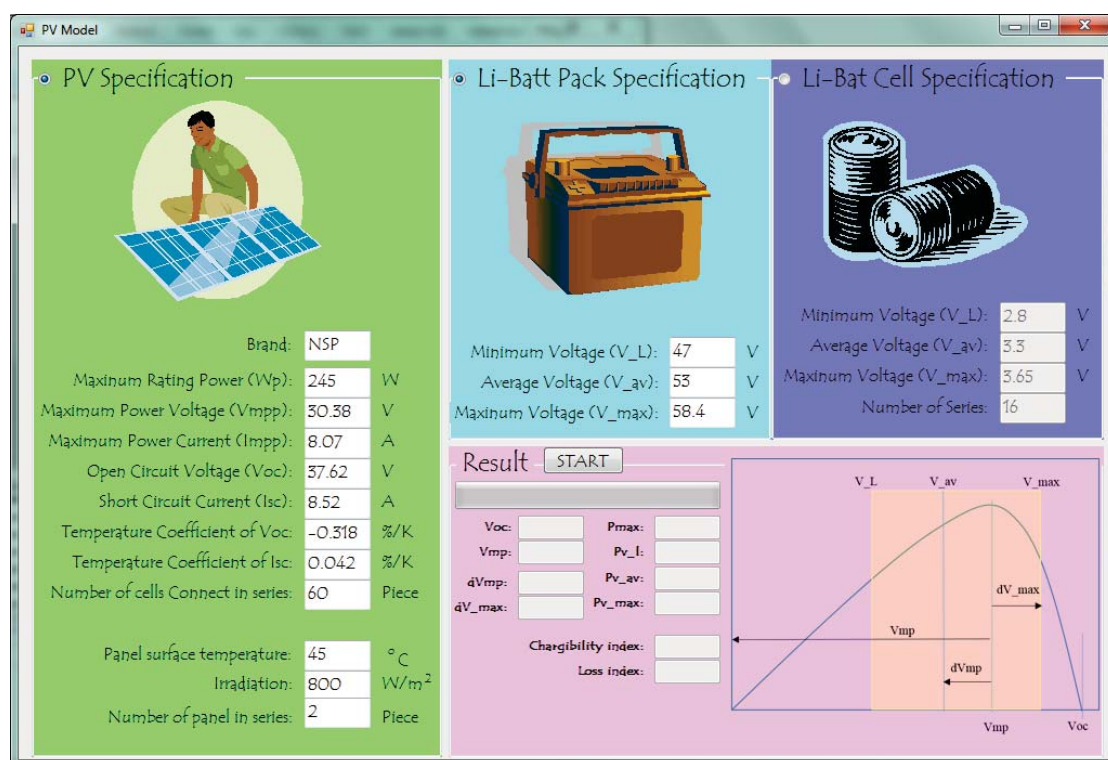 PV Model
PV Specification
Brand: NSP
Maxinum Rating Power (Wp): 245 W
Maximum Power Voltage (Vmpp): 30.38 V
Maximum Power Current (Impp): 8.07 A
Open Circuit Voltage (Voc): 37.62 V
Short Circuit Current (Isc): 8.52 A
Temperature Coefficient of Voc: -0.318 %/K
Temperature Coefficient of Isc: 0.042 %/K
Number of cells Connect in series: 60 Piece
Panel surface temperature: 45 °C
Irradiation: 800 W/m²
Number of panel in series: 2 Piece
Li-Batt Pack Specification
Minimum Voltage (V_L): 47 V
Average Voltage (V_av): 53 V
Maxinum Voltage (V_max): 58.4 V
Li-Bat Cell Specification
Minimum Voltage (V_L): 2.8 V
Average Voltage (V_av): 3.3 V
Maxinum Voltage (V_max): 3.65 V
Number of Series: 16
Result START
Voc: Pmax:
Vmp: Pv_l:
dVmp: Pv_av:
dV_max: Pv_max:
Chargibility index:
Loss index:
V_L V_av V_max
dV_max
Vmp
dVmp
Vmp Voc